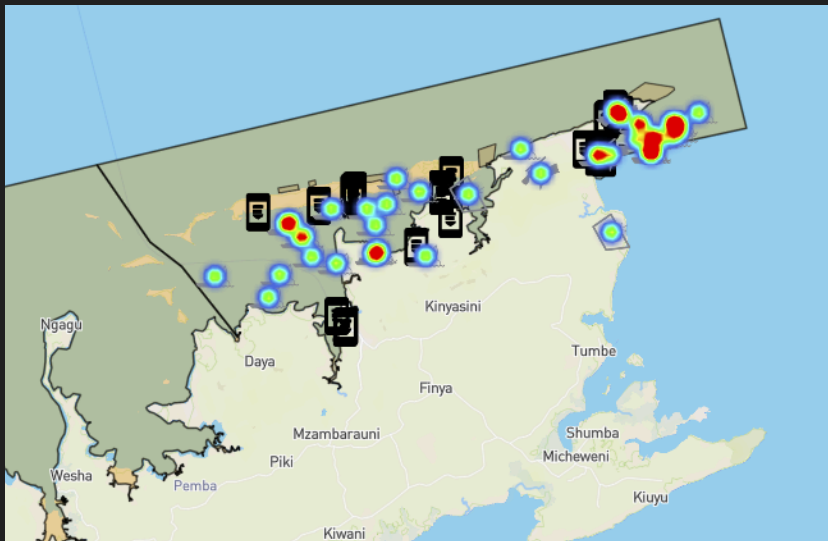 Ngagu
Kinyasini
Daya
Tumbe
Finya
Mzambarauni
Shumba
Micheweni
Piki
Wesha
Pemba
Kiuyu
Kiwani